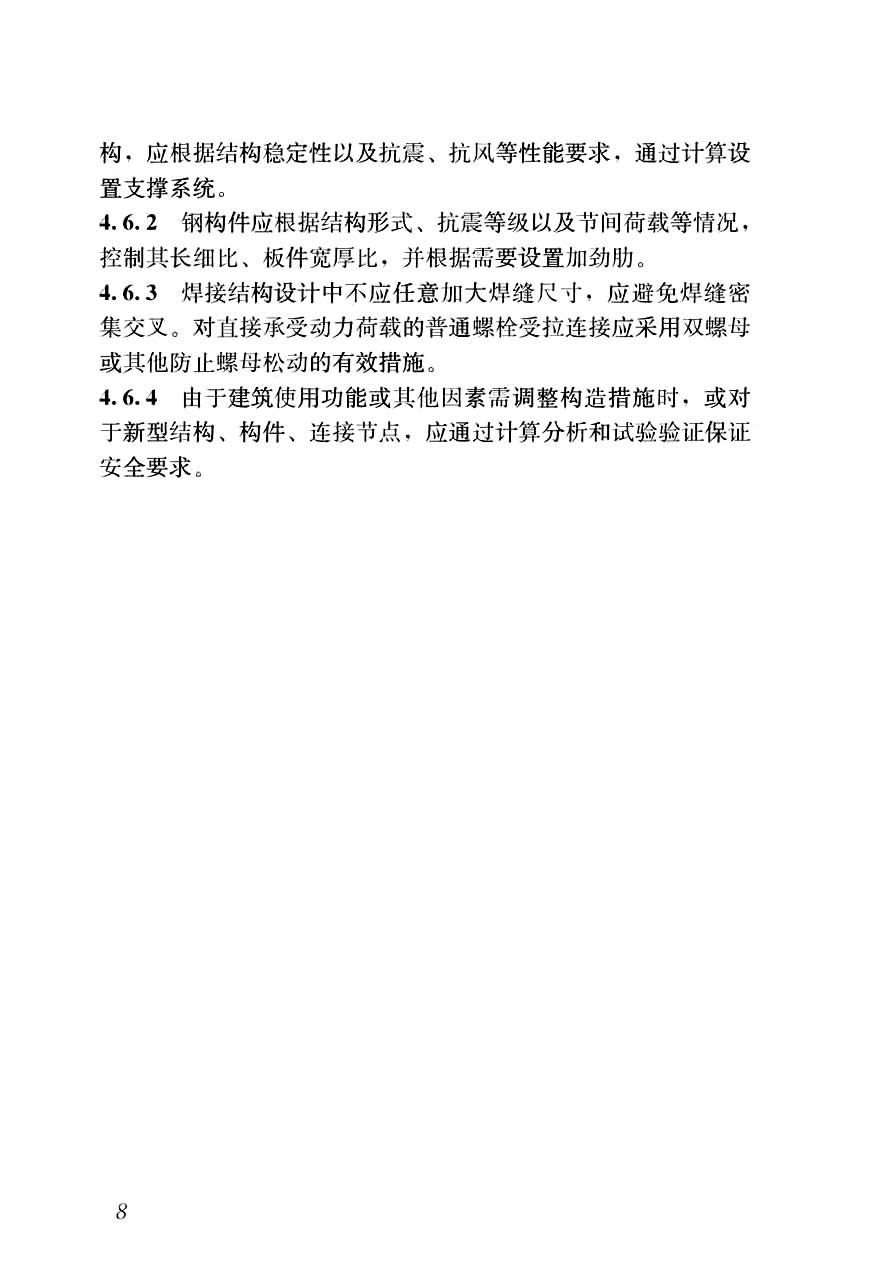 构，应根据结构稳定性以及抗震、抗风等性能要求，通过计算设
置支撑系统。
4.6.2　钢构件应根据结构形式、抗震等级以及节间荷载等情况，
控制其长细比、板件宽厚比，并根据需要设置加劲肋。
4.6.3　焊接结构设计中不应任意加大焊缝尺寸，应避免焊缝密
集交叉。对直接承受动力荷载的普通螺栓受拉连接应采用双螺母
或其他防止螺母松动的有效措施。
4.6.4　由于建筑使用功能或其他因素需调整构造措施时，或对
于新型结构、构件、连接节点，应通过计算分析和试验验证保证
安全要求。
8